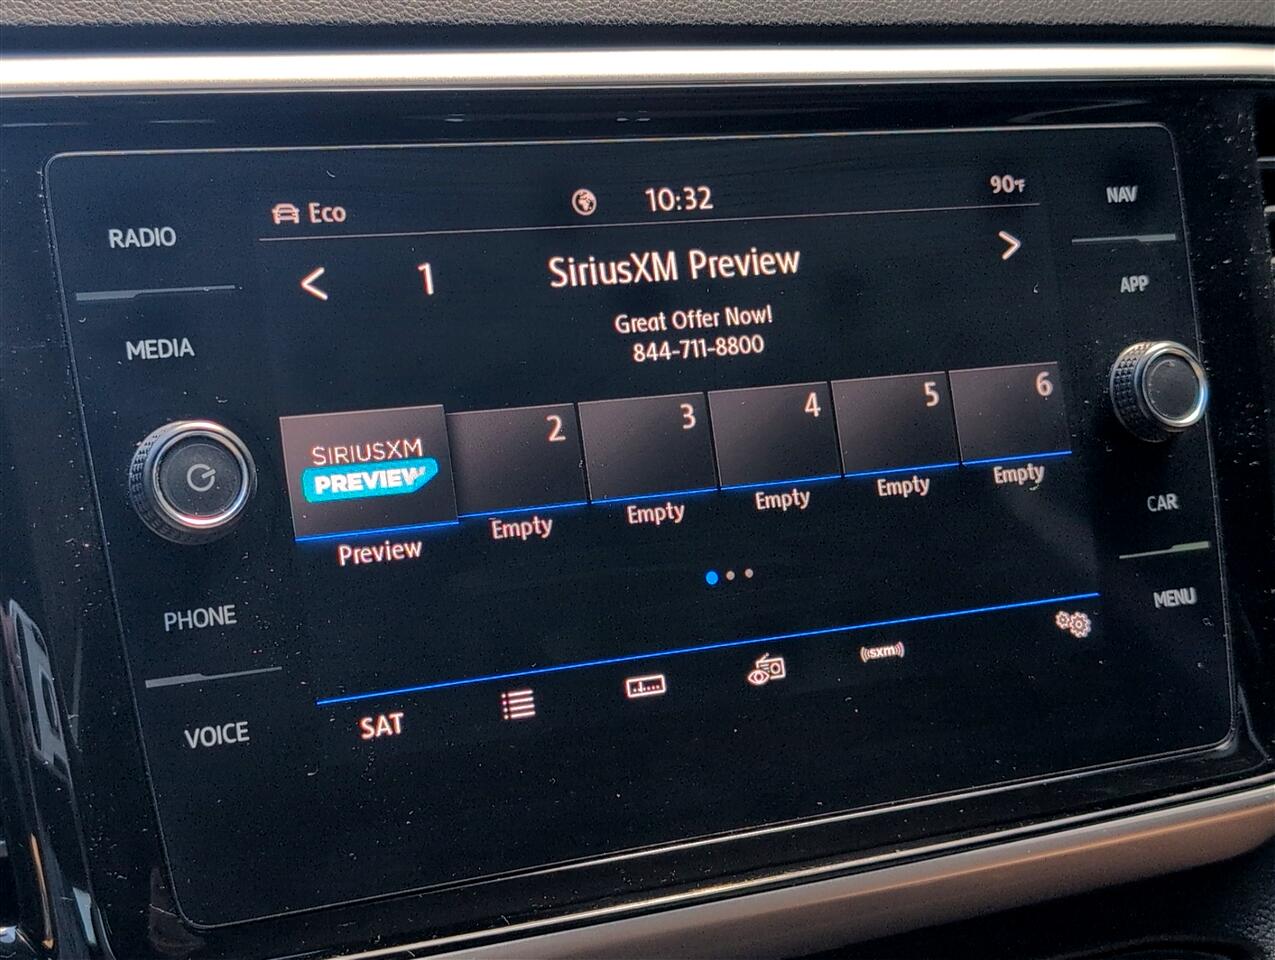 Eco 10:32 90°F
1 SiriusXM Preview
Great Offer Now!
844-711-8800
RADIO
MEDIA
PHONE
VOICE
SIRIUSXM
PREVIEW
2
3
4
5
6
Preview
Empty
Empty
Empty
Empty
Empty
SAT
((sxm))
NAV
APP
CAR
MENU